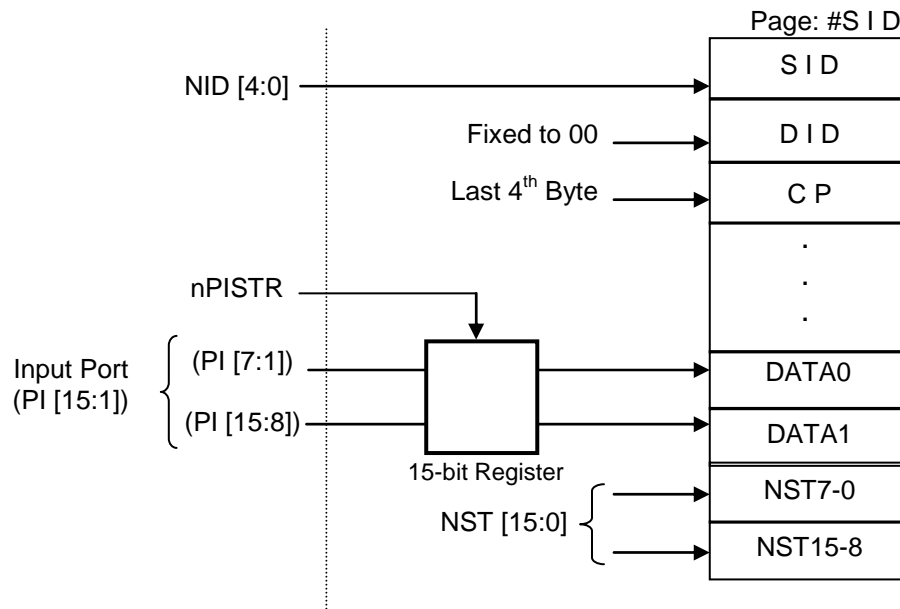 Page: #S I D
NID [4:0]
S I D
Fixed to 00
D I D
Last 4th Byte
C P
.
.
.
nPISTR
Input Port
(PI [15:1])
(PI [7:1])
(PI [15:8])
15-bit Register
DATA0
DATA1
NST [15:0]
NST7-0
NST15-8